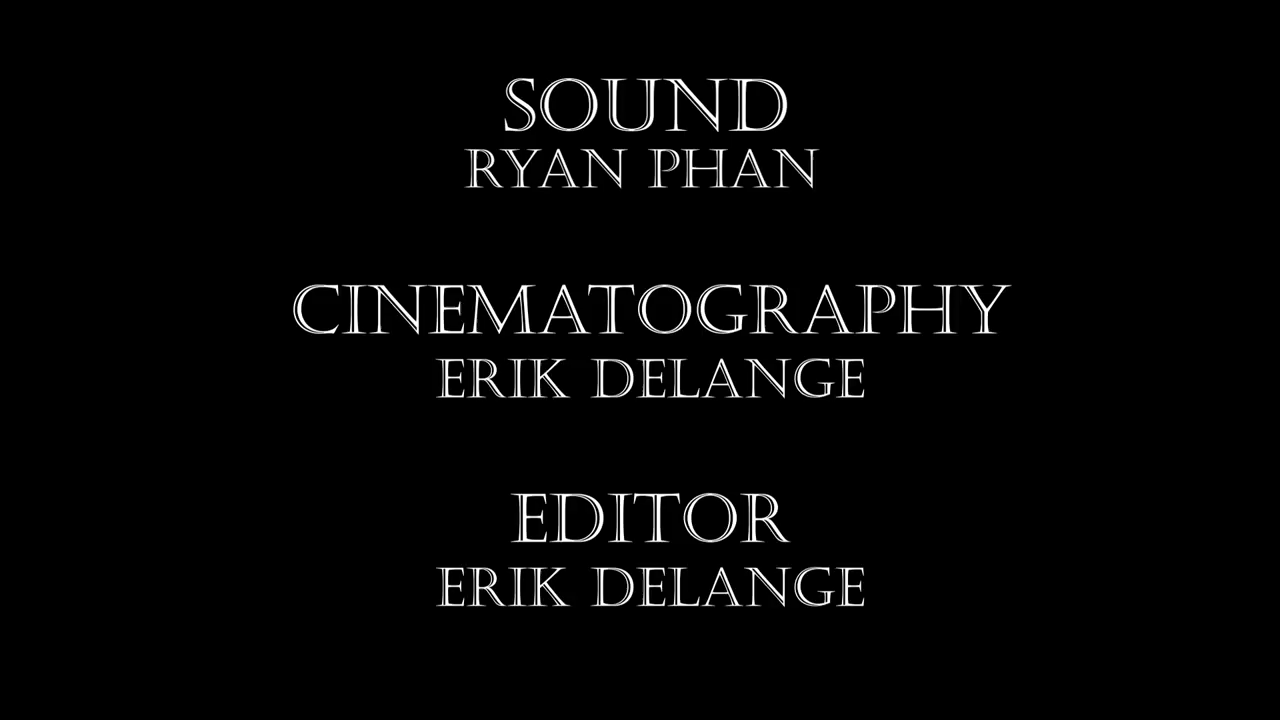 SOUND
RYAN PHAN
CINEMATOGRAPHY
ERIK DELANGE
EDITOR
ERIK DELANGE